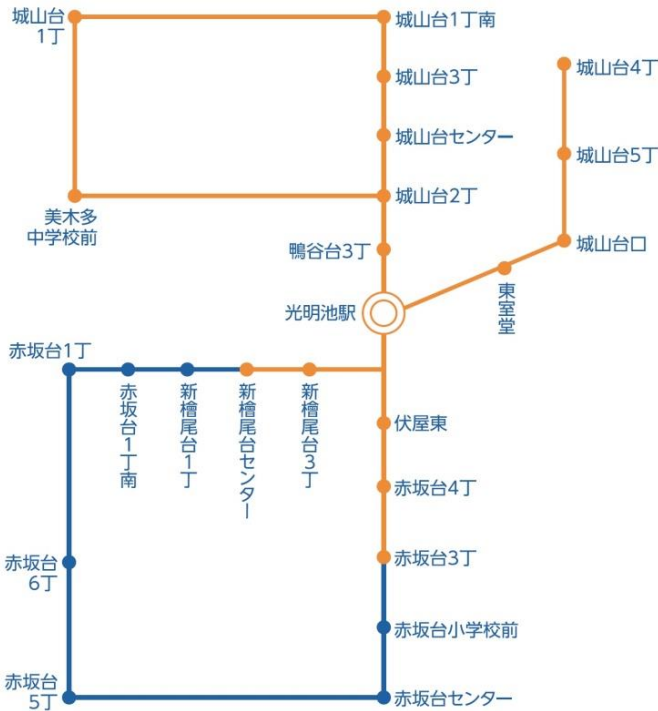 城山台
1丁
城山台1丁南
城山台3丁
城山台センター
城山台2丁
美木多
中学校前
鴨谷台3丁
光明池駅
城山台4丁
城山台5丁
城山台口
東室堂
赤坂台1丁
赤坂台1丁南
新檜尾台1丁
新檜尾台センター
新檜尾台3丁
伏屋東
赤坂台4丁
赤坂台3丁
赤坂台小学校前
赤坂台センター
赤坂台
6丁
赤坂台
5丁